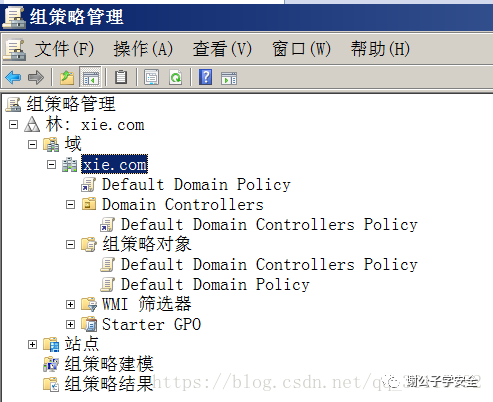 组策略管理
文件(F) 操作(A) 查看(V) 窗口(W) 帮助(H)
组策略管理
林: xie.com
域
xie.com
Default Domain Policy
Domain Controllers
Default Domain Controllers Policy
组策略对象
Default Domain Controllers Policy
Default Domain Policy
WMI 筛选器
Starter GPO
站点
组策略建模
组策略结果
https://blog.csdn.net/qq
谢公子学安全